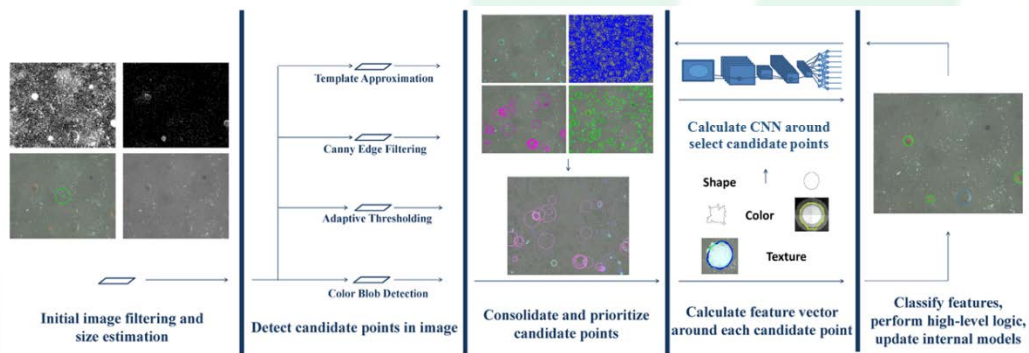 Initial image filtering and
size estimation
Template Approximation
Canny Edge Filtering
Adaptive Thresholding
Color Blob Detection
Detect candidate points in image
Consolidate and prioritize
candidate points
Calculate CNN around
select candidate points
Shape
Color
Texture
Calculate feature vector
around each candidate point
Classify features,
perform high-level logic,
update internal models